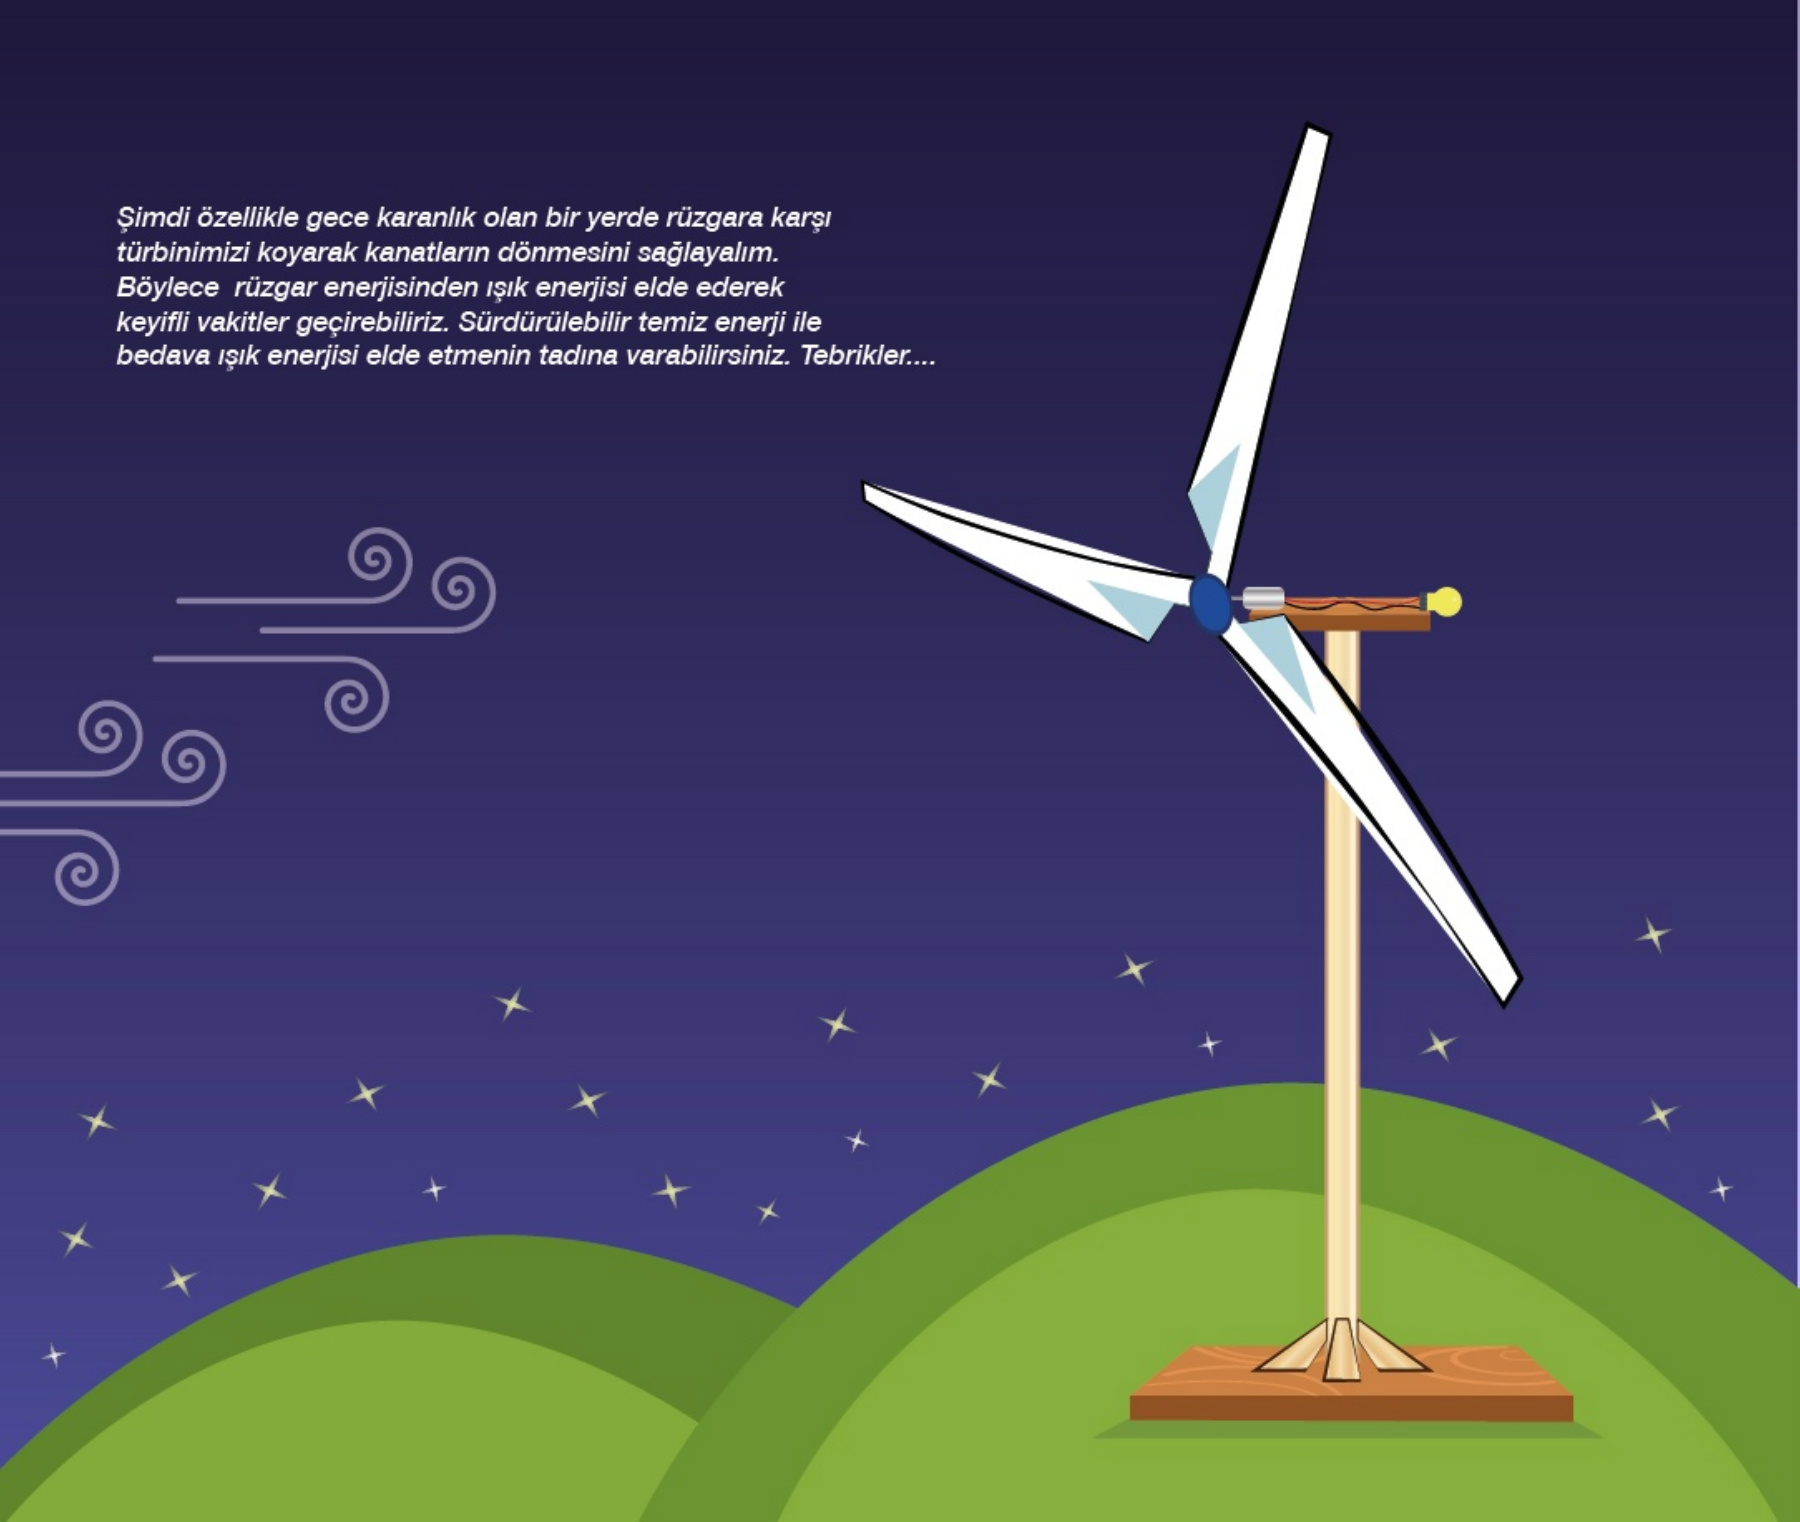 Şimdi özellikle gece karanlık olan bir yerde rüzgara karşı
türbinimizi koyarak kanatların dönmesini sağlayalım.
Böylece  rüzgar enerjisinden ışık enerjisi elde ederek
keyifli vakitler geçirebiliriz. Sürdürülebilir temiz enerji ile
bedava ışık enerjisi elde etmenin tadına varabilirsiniz. Tebrikler....